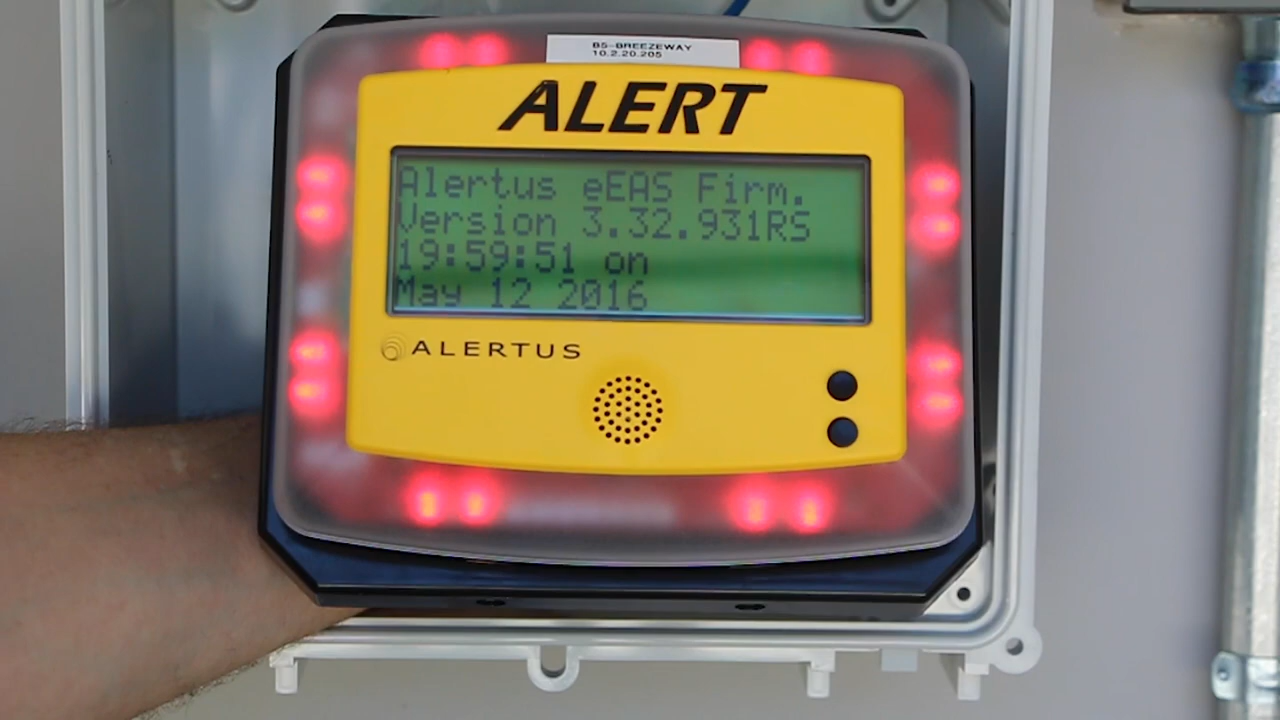 B5-BREEZEWAY
10.2.20.205
ALERT
Alertus eEAS Firm.
Version 3.32.931RS
19:59:51 on
May 12 2016
ALERTUS